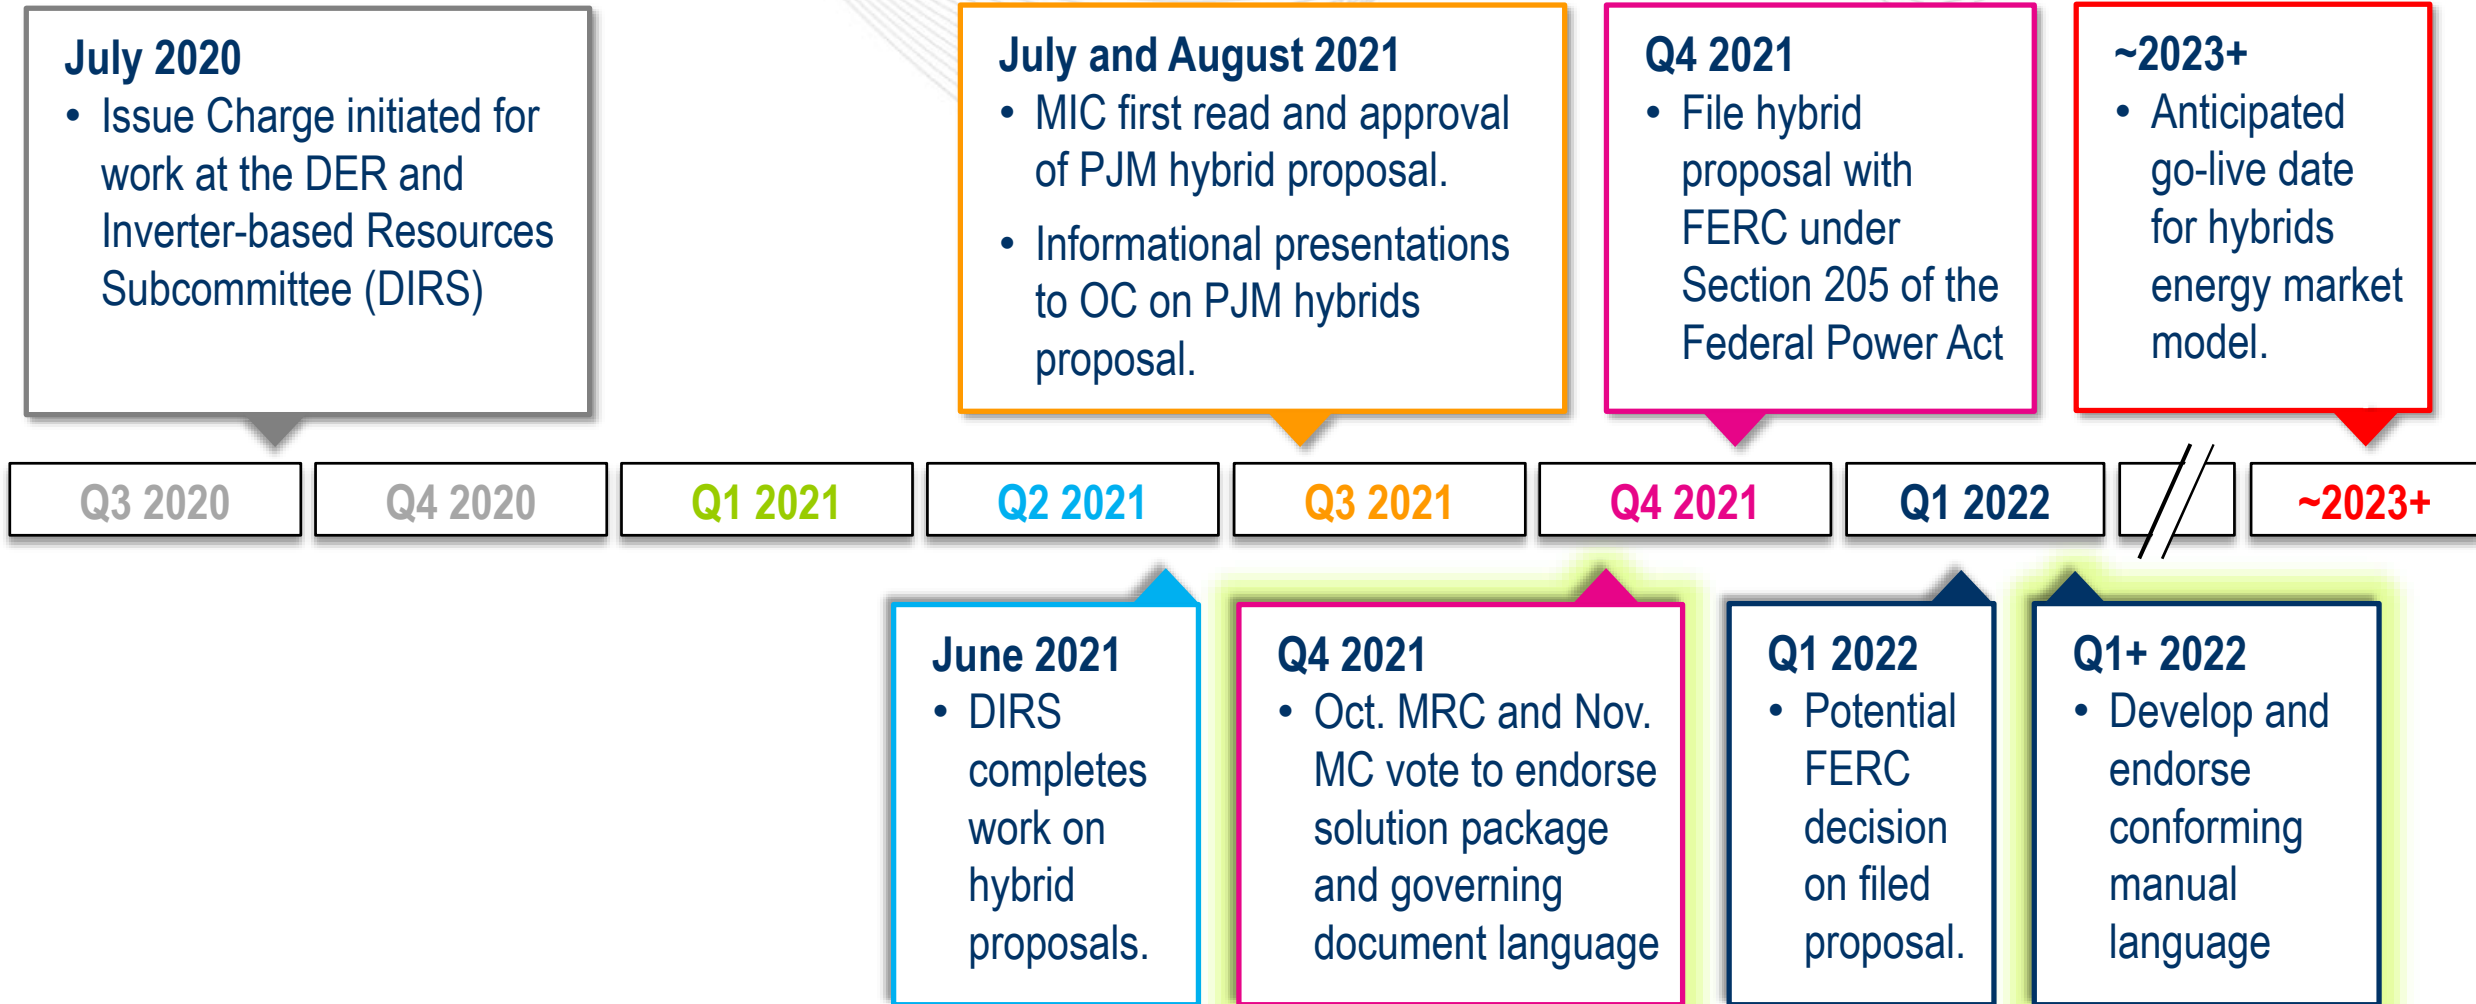 July 2020
• Issue Charge initiated for
work at the DER and
Inverter-based Resources
Subcommittee (DIRS)
July and August 2021
• MIC first read and approval
of PJM hybrid proposal.
• Informational presentations
to OC on PJM hybrids
proposal.
Q4 2021
• File hybrid
proposal with
FERC under
Section 205 of the
Federal Power Act
~2023+
• Anticipated
go-live date
for hybrids
energy market
model.
Q3 2020
Q4 2020
Q1 2021
Q2 2021
Q3 2021
Q4 2021
Q1 2022
~2023+
June 2021
• DIRS
completes
work on
hybrid
proposals.
Q4 2021
• Oct. MRC and Nov.
MC vote to endorse
solution package
and governing
document language
Q1 2022
• Potential
FERC
decision
on filed
proposal.
Q1+ 2022
• Develop and
endorse
conforming
manual
language